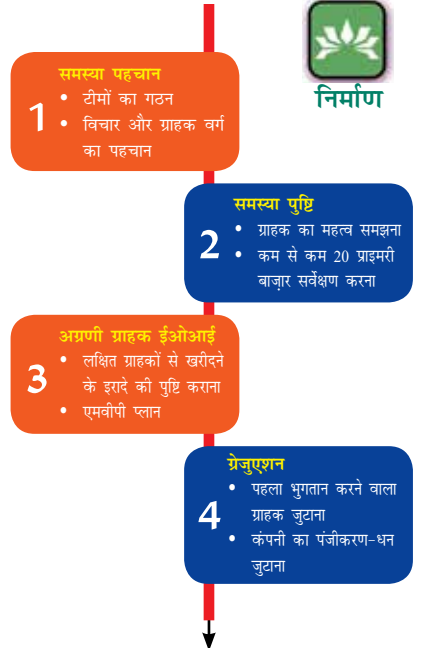 निर्माण
1
समस्या पहचान
• टीमों का गठन
• विचार और ग्राहक वर्ग
का पहचान
2
समस्या पुष्टि
• ग्राहक का महत्व समझना
• कम से कम 20 प्राइमरी
बाज़ार सर्वेक्षण करना
3
अग्रणी ग्राहक ईओआई
• लक्षित ग्राहकों से खरीदने
के इरादे की पुष्टि कराना
• एमवीपी प्लान
4
ग्रेजुएशन
• पहला भुगतान करने वाला
ग्राहक जुटाना
• कंपनी का पंजीकरण-धन
जुटाना